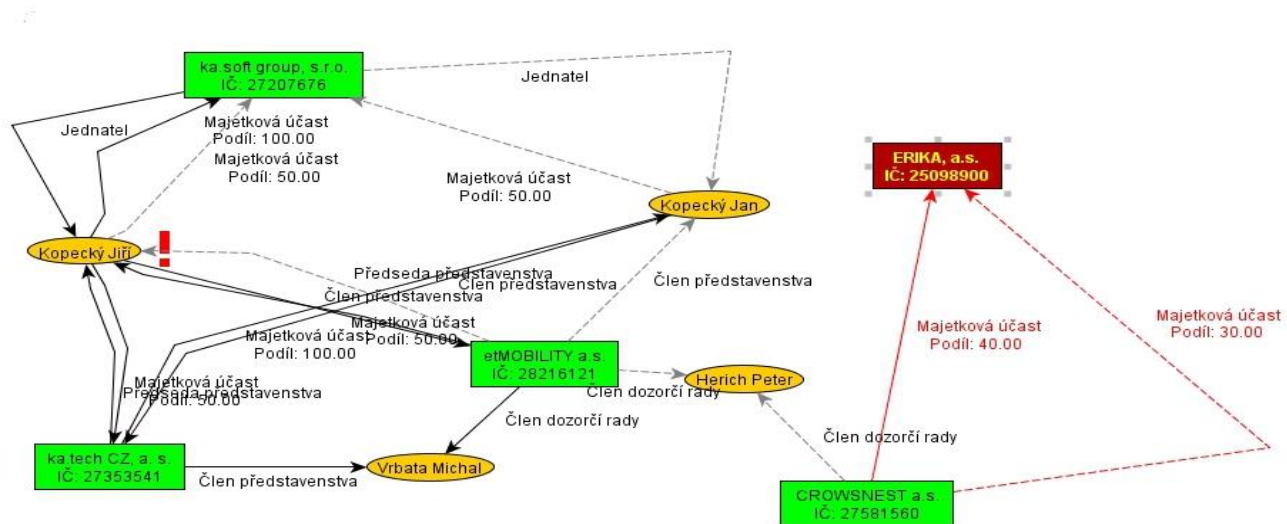 ka.soft group, s.r.o.
IČ: 27207676
Jednatel
Jednatel
Majetková účast
Podíl: 100.00
Majetková účast
Podíl: 50.00
Majetková účast
Podíl: 50.00
ERIKA, a.s.
IČ: 25098900
Kopecký Jan
Kopecký Jiří
!
Předseda představenstva
Člen představenstva
Člen představenstva
Člen představenstva
Majetková účast
Podíl: 40.00
Majetková účast
Podíl: 30.00
Majetková účast
Podíl: 100.00
Majetková účast
Podíl: 50.00
etMOBILITY a.s.
IČ: 28216121
Herich Peter
Člen dozorčí rady
Majetková účast
Podíl: 50.00
Předseda představenstva
Člen dozorčí rady
Člen dozorčí rady
ka.tech CZ, a. s.
IČ: 27353541
Člen představenstva
Vrbata Michal
CROWSNEST a.s.
IČ: 27581560